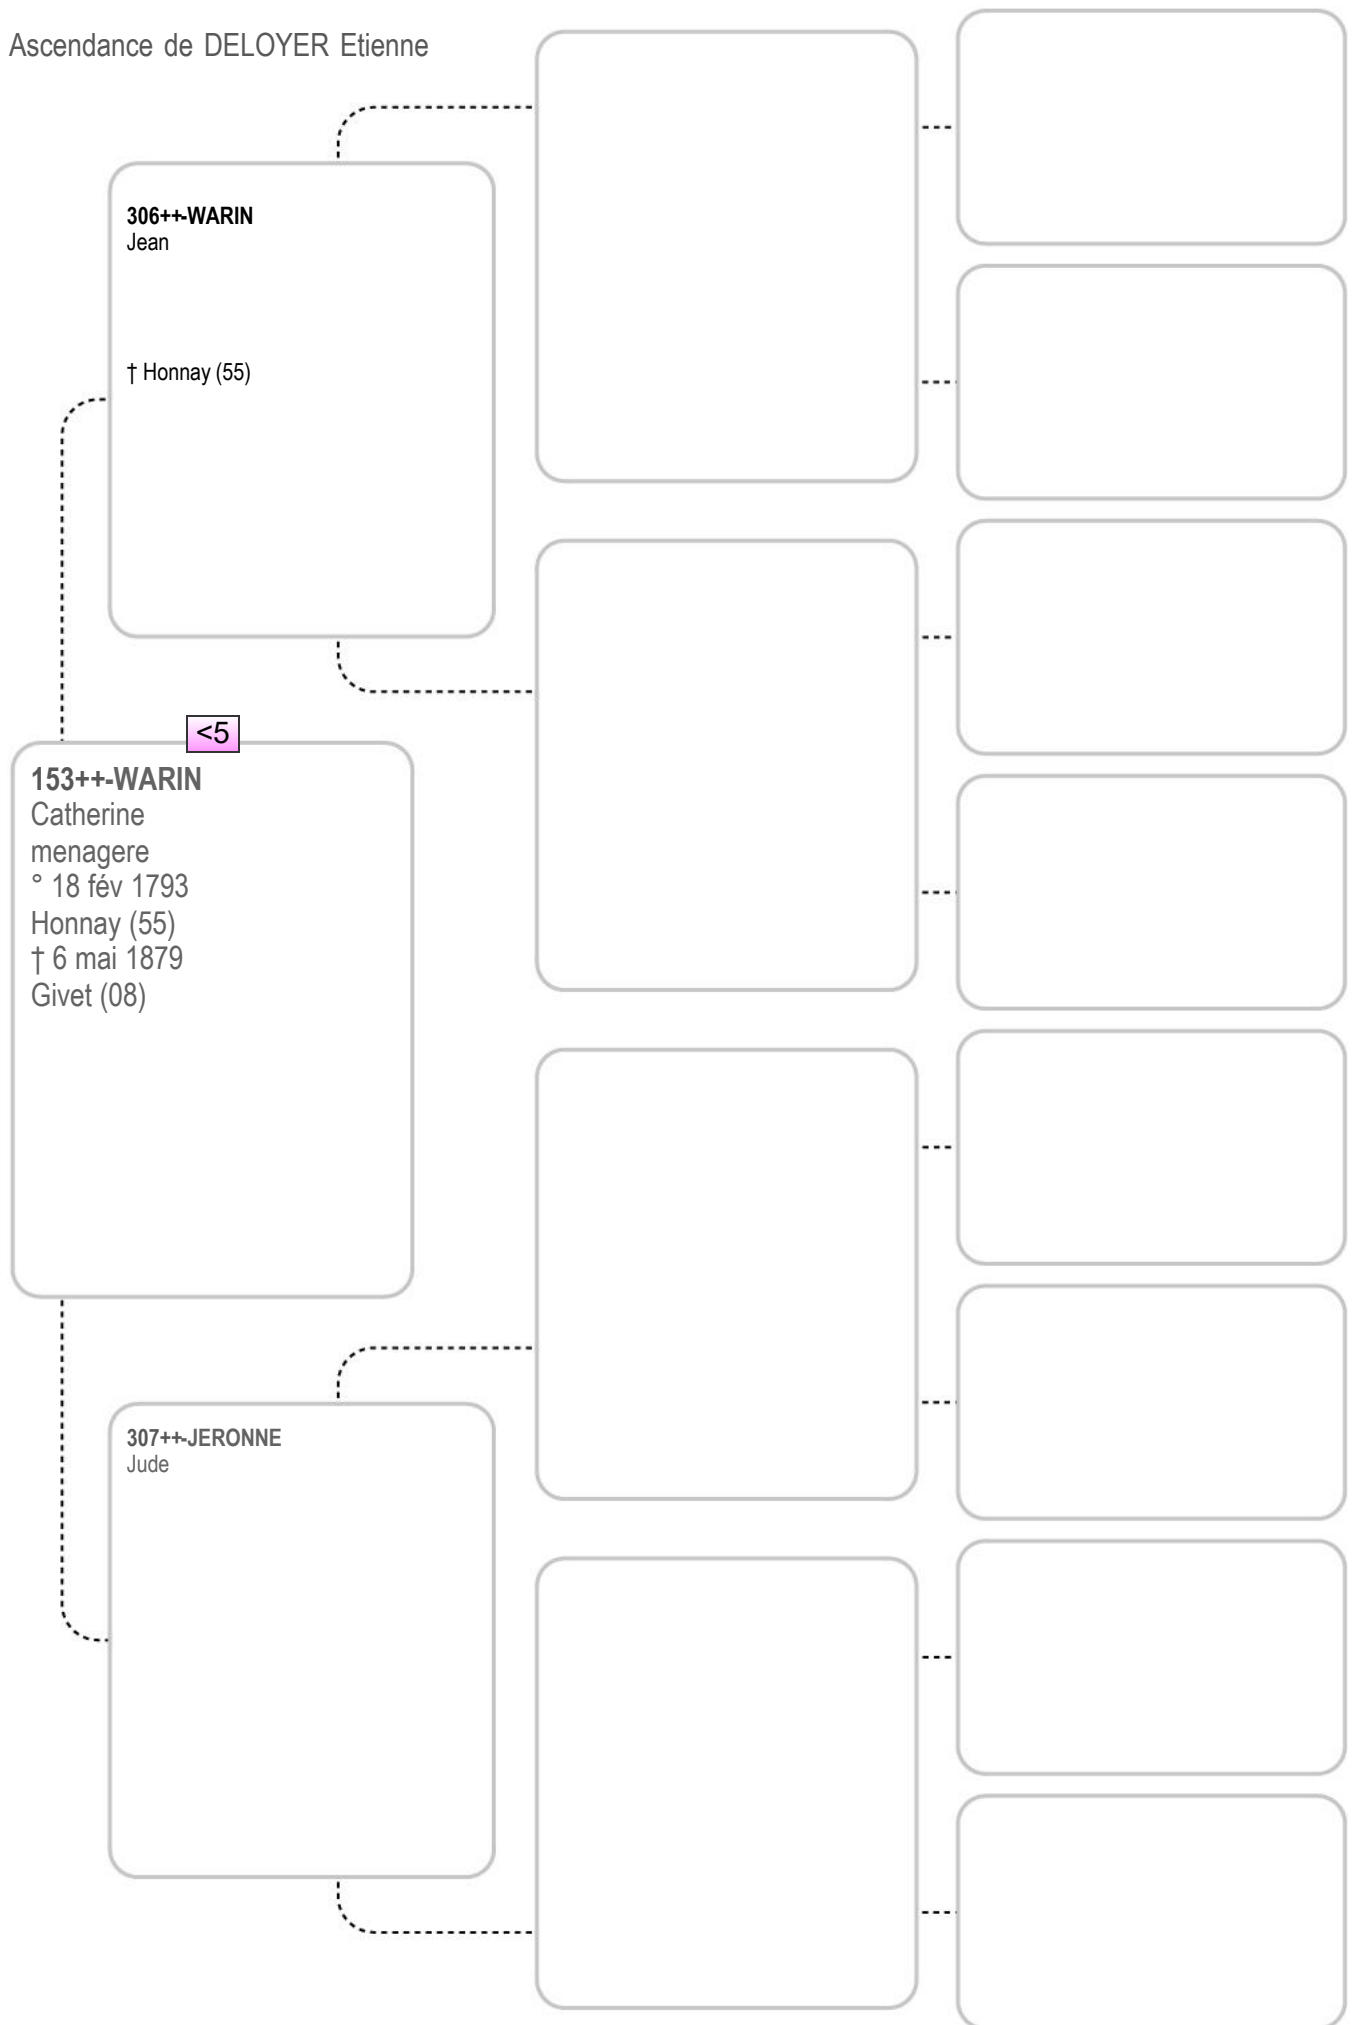 Ascendance de DELOYER Etienne
306++-WARIN
Jean
† Honnay (55)
<5
153++-WARIN
Catherine
menagere
° 18 fév 1793
Honnay (55)
† 6 mai 1879
Givet (08)
307++-JERONNE
Jude